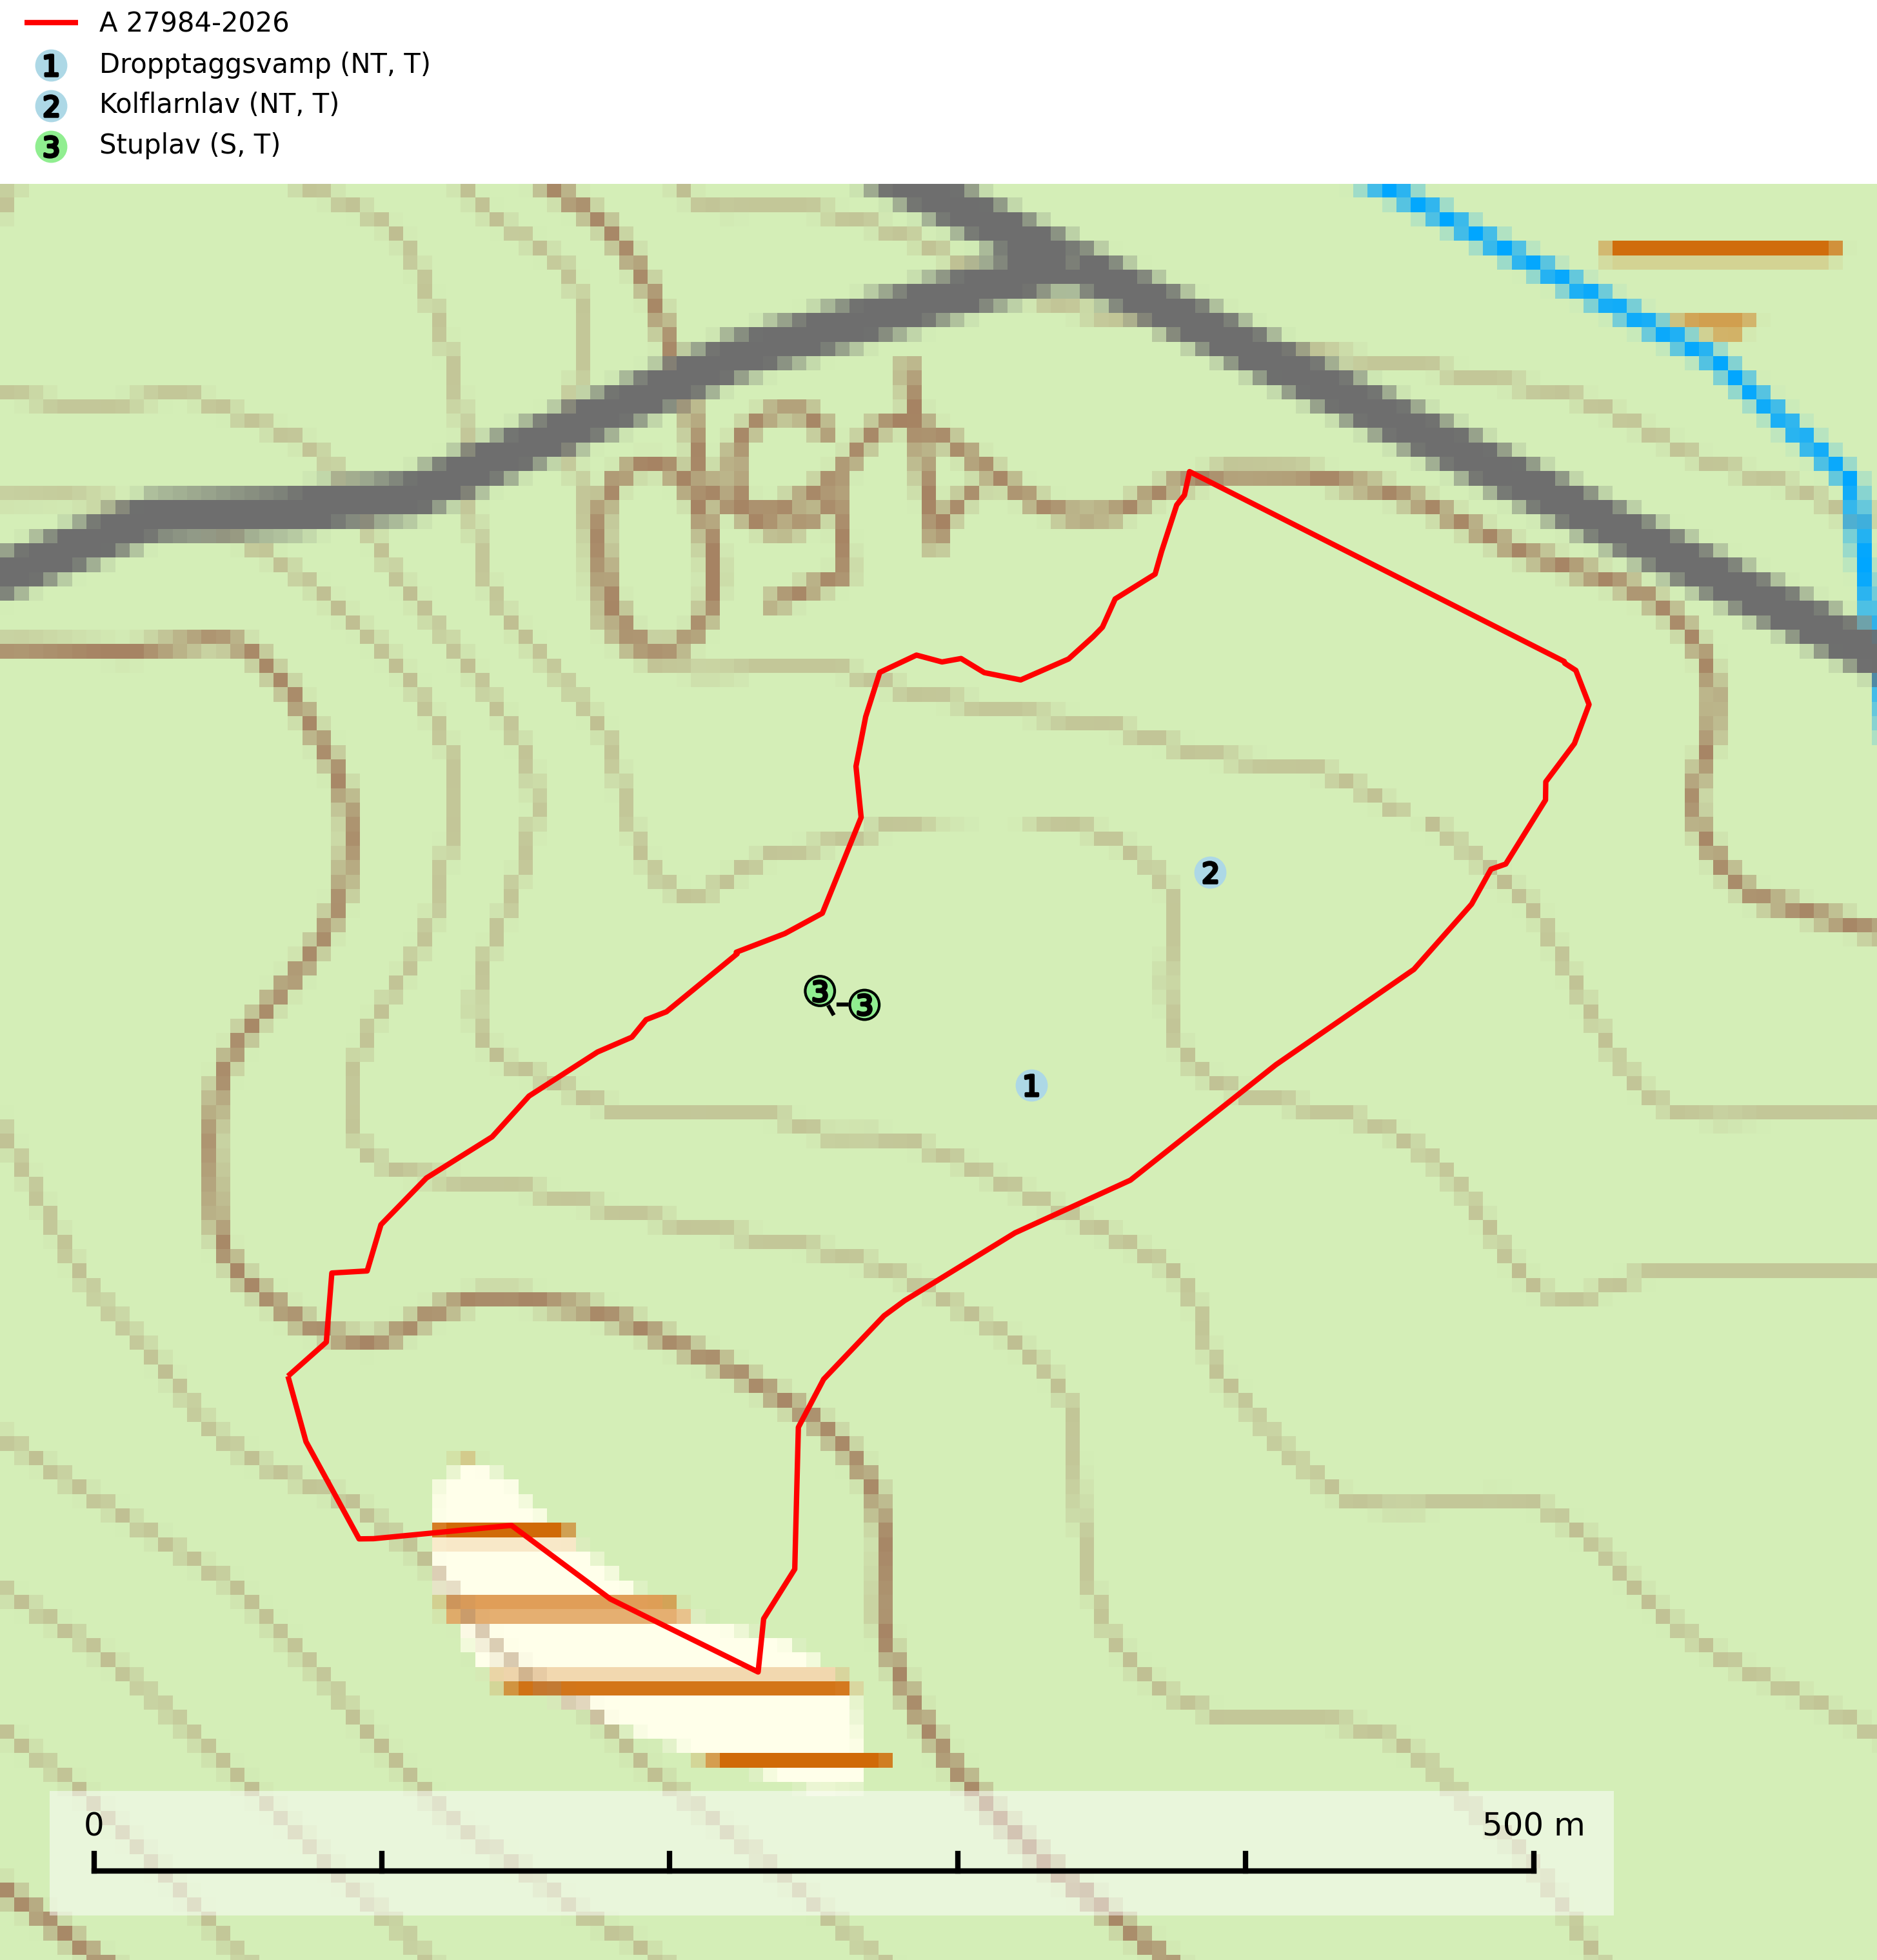 A 27984-2026
1 Dropptaggsvamp (NT, T)
2 Kolflarnlav (NT, T)
3 Stuplav (S, T)
2
3 3
1
0 500 m